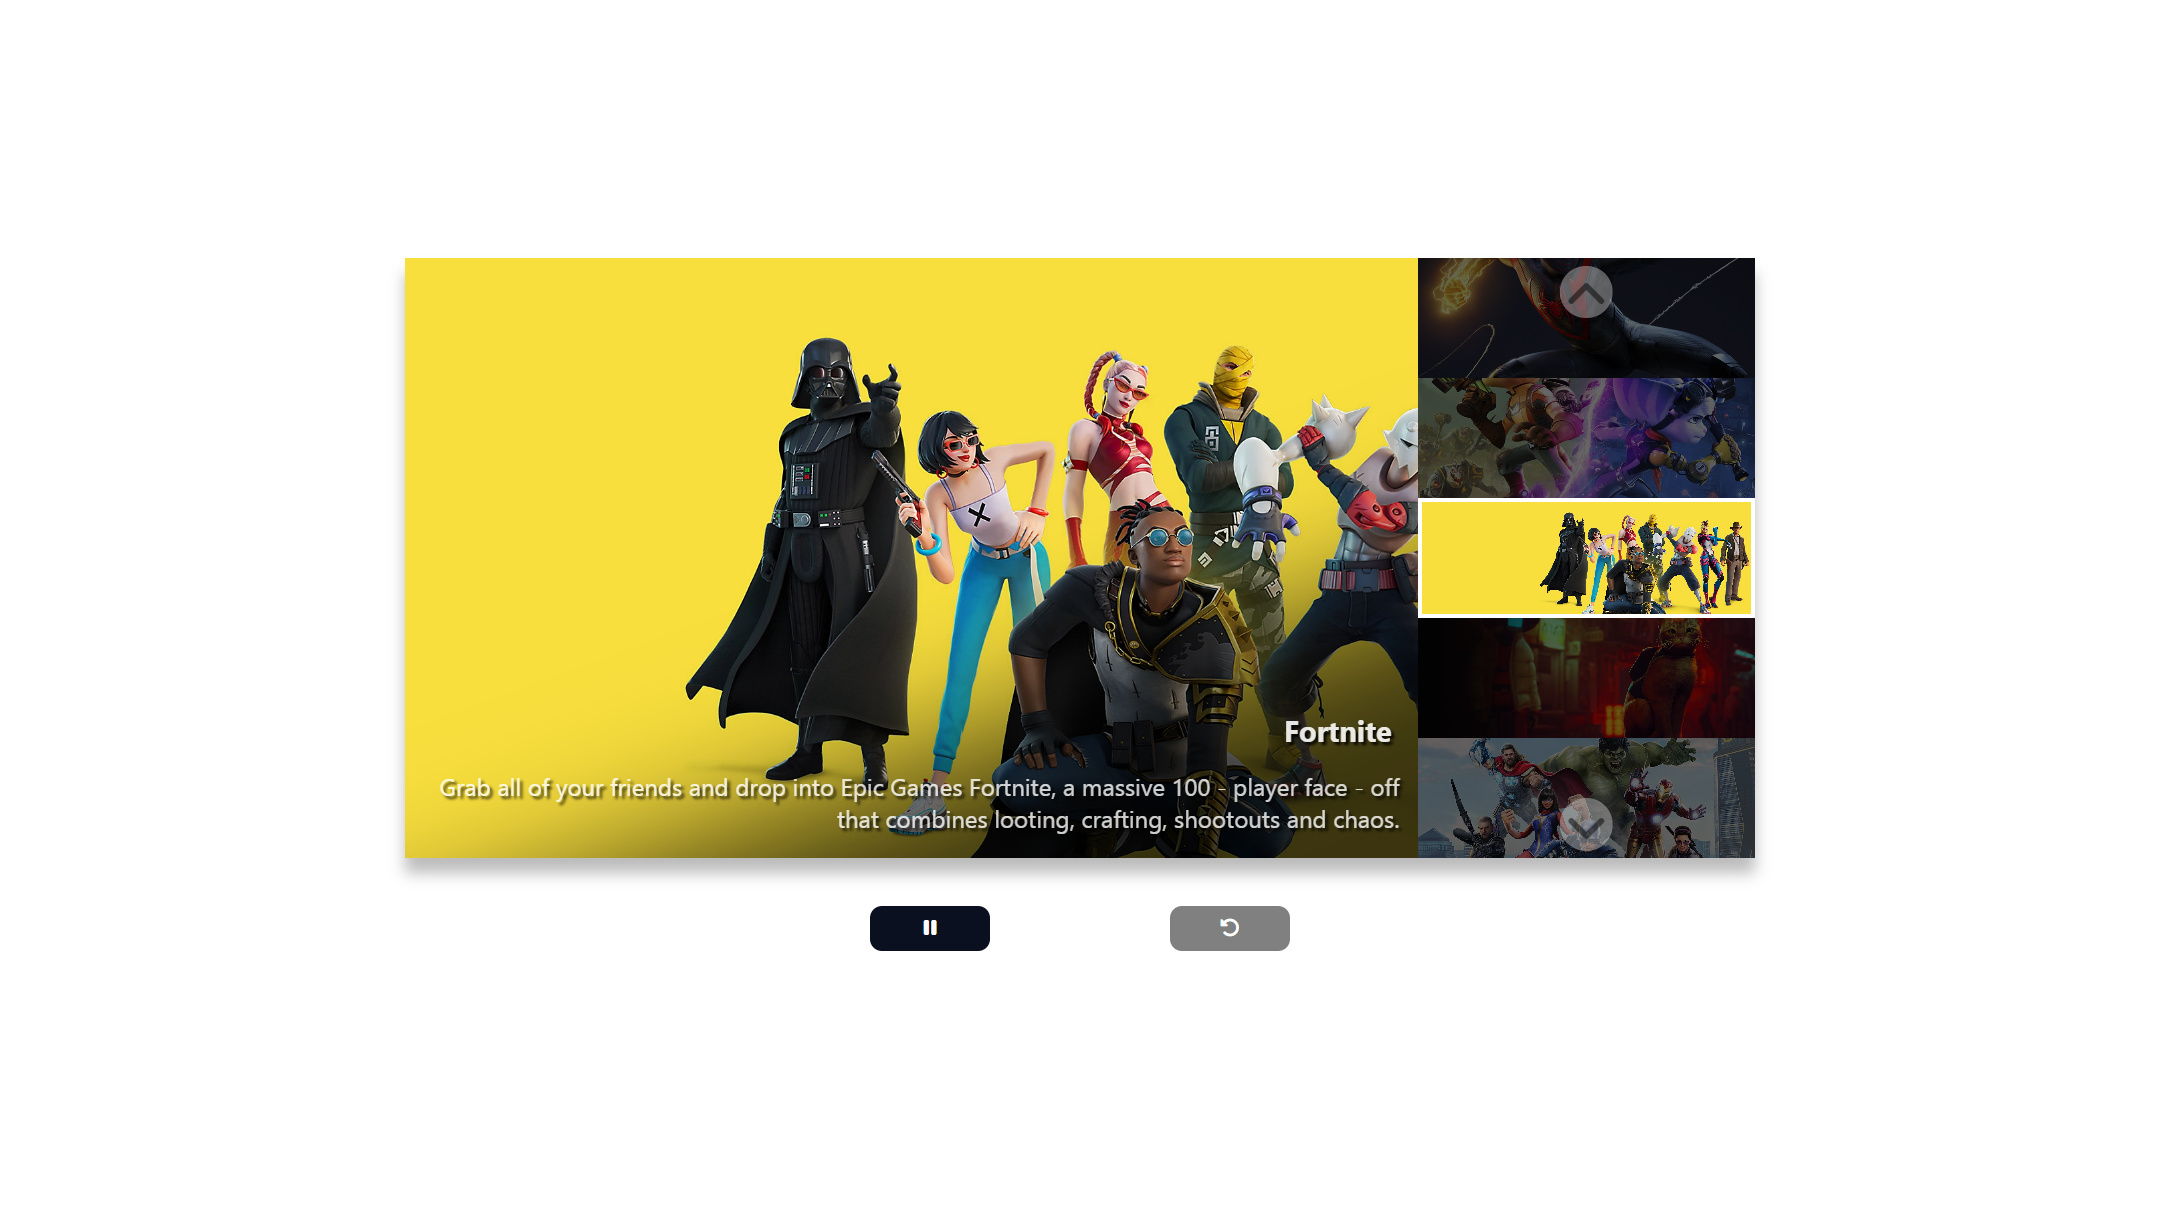 Fortnite
Grab all of your friends and drop into Epic Games Fortnite, a massive 100 - player face - off
that combines looting, crafting, shootouts and chaos.